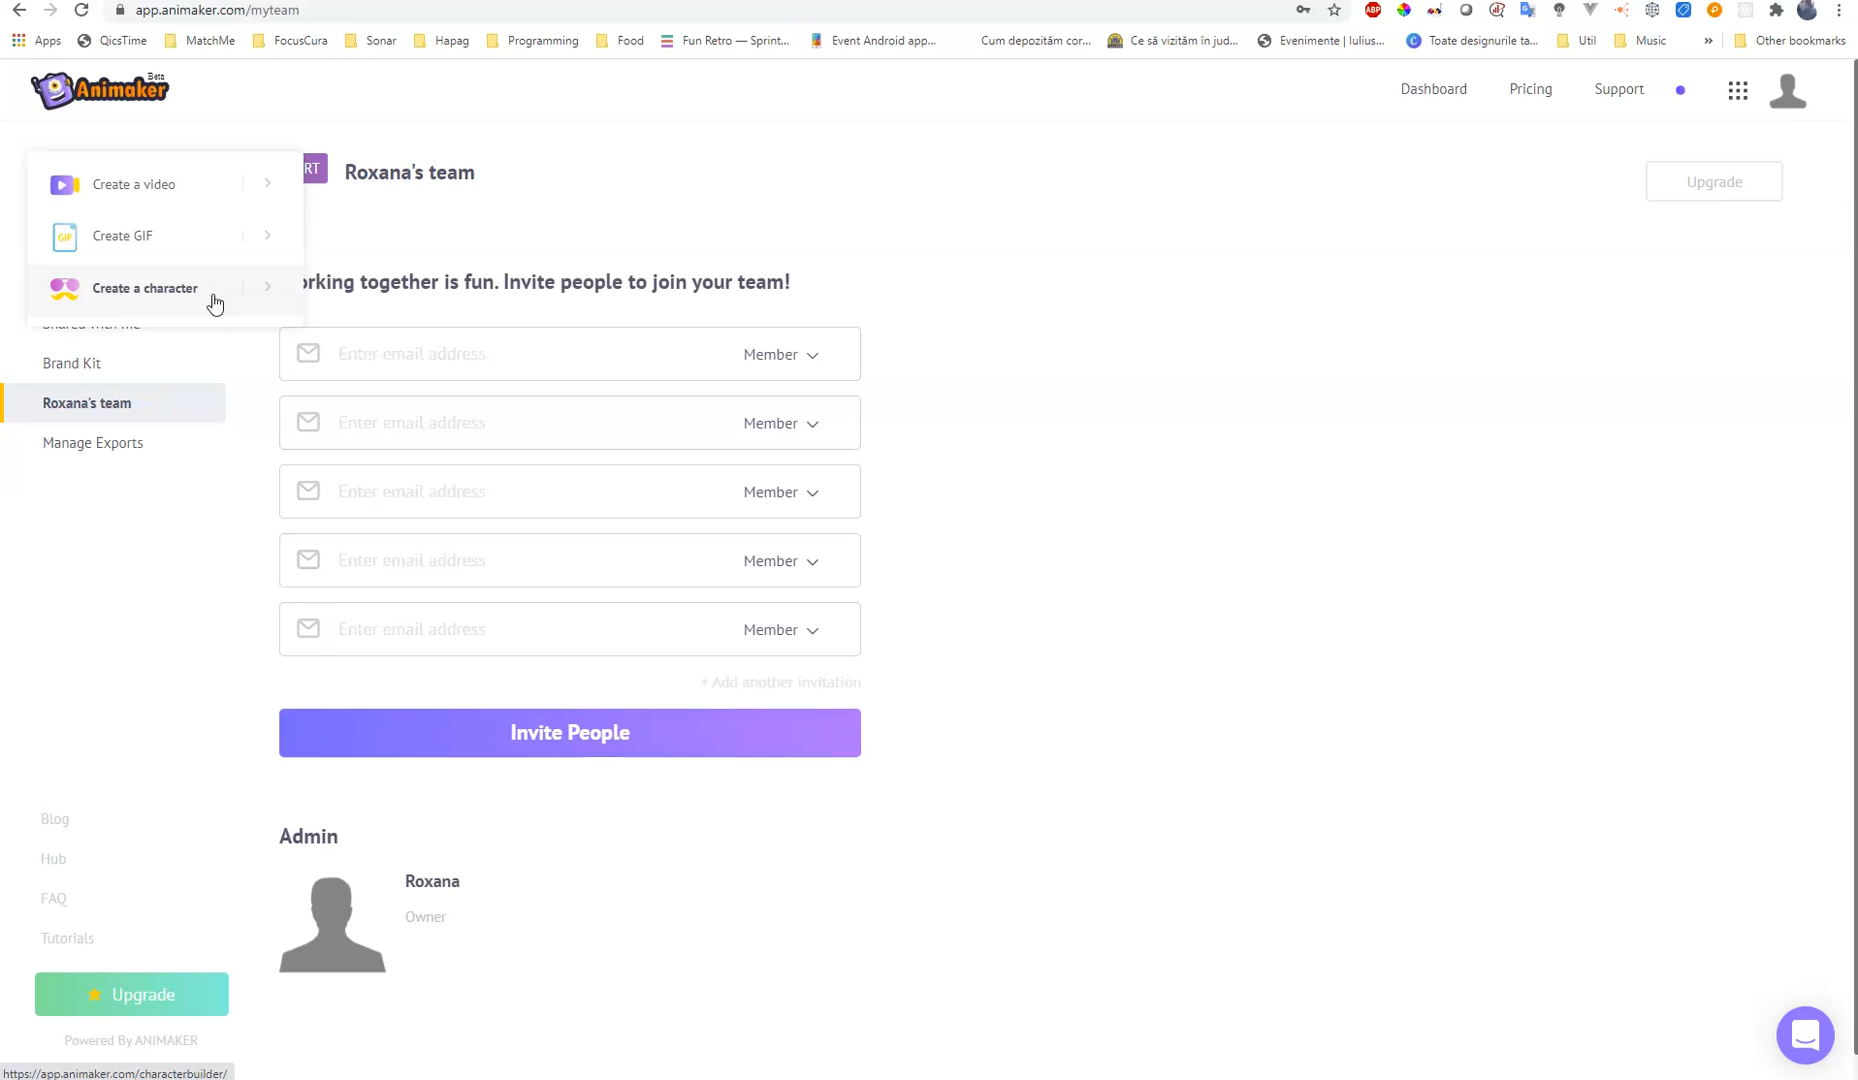 app.animaker.com/myteam
Apps QicsTime MatchMe FocusCura Sonar Hapag Programming Food Fun Retro — Sprint... Event Android app... Cum depozităm cor... Ce să vizităm în jud... Evenimente | Iulius... Toate designurile ta... Util Music » Other bookmarks
Animaker Beta
Dashboard Pricing Support
Create a video
Create GIF
Create a character
Shared with me
Brand Kit
Roxana's team
Manage Exports
RT Roxana's team
Upgrade
orking together is fun. Invite people to join your team!
Enter email address Member
Enter email address Member
Enter email address Member
Enter email address Member
Enter email address Member
+ Add another invitation
Invite People
Admin
Roxana
Owner
Blog
Hub
FAQ
Tutorials
Upgrade
Powered By ANIMAKER
https://app.animaker.com/characterbuilder/